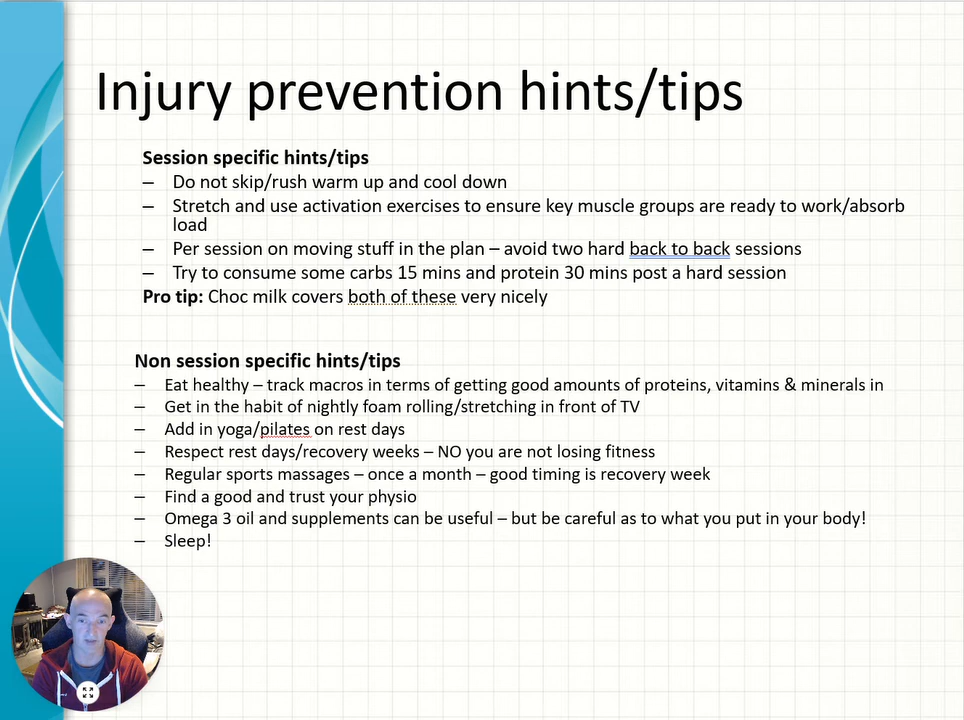 Injury prevention hints/tips
Session specific hints/tips
– Do not skip/rush warm up and cool down
– Stretch and use activation exercises to ensure key muscle groups are ready to work/absorb
load
– Per session on moving stuff in the plan – avoid two hard back to back sessions
– Try to consume some carbs 15 mins and protein 30 mins post a hard session
Pro tip: Choc milk covers both of these very nicely
Non session specific hints/tips
– Eat healthy – track macros in terms of getting good amounts of proteins, vitamins & minerals in
– Get in the habit of nightly foam rolling/stretching in front of TV
– Add in yoga/pilates on rest days
– Respect rest days/recovery weeks – NO you are not losing fitness
– Regular sports massages – once a month – good timing is recovery week
– Find a good and trust your physio
– Omega 3 oil and supplements can be useful – but be careful as to what you put in your body!
– Sleep!